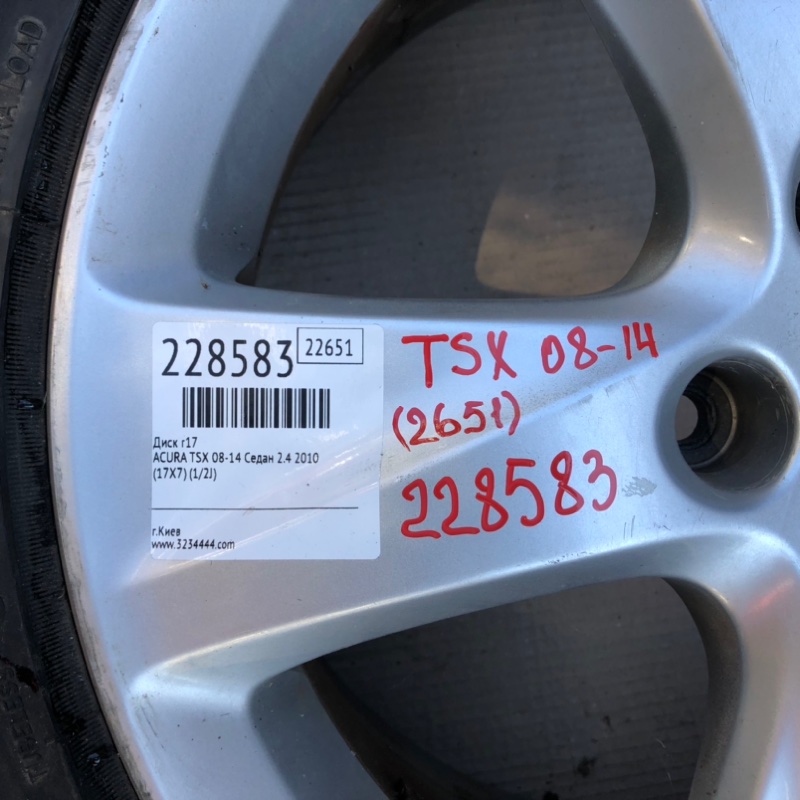 228583
22651
Диск r17
ACURA TSX 08-14 Седан 2.4 2010
(17X7) (1/2J)
г.Киев
www.3234444.com
TSX 08-14
(2651)
228583
LOAD